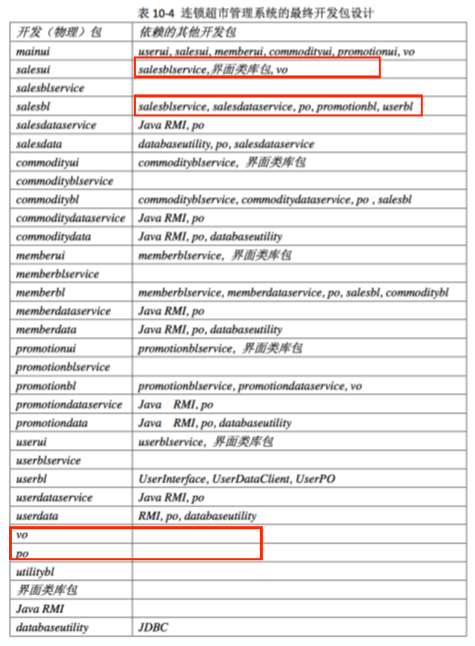 表 10-4 连锁超市管理系统的最终开发包设计
开发（物理）包 依赖的其他开发包
mainui userui, salesui, memberui, commodityui, promotionui, vo
salesui salesblservice,界面类库包, vo
salesblservice
salesbl salesblservice, salesdataservice, po, promotionbl, userbl
salesdataservice Java RMI, po
salesdata databaseutility, po, salesdataservice
commodityui commodityblservice, 界面类库包
commodityblservice
commoditybl commodityblservice, commoditydataservice, po , salesbl
commoditydataservice Java RMI, po
commoditydata Java RMI, po, databaseutility
memberui memberblservice, 界面类库包
memberblservice
memberbl memberblservice, memberdataservice, po, salesbl, commoditybl
memberdataservice Java RMI, po
memberdata Java RMI, po, databaseutility
promotionui promotionblservice, 界面类库包
promotionblservice
promotionbl promotionblservice, promotiondataservice, vo
promotiondataservice Java RMI, po
promotiondata Java RMI, po, databaseutility
userui userblservice, 界面类库包
userblservice
userbl UserInterface, UserDataClient, UserPO
userdataservice Java RMI, po
userdata RMI, po, databaseutility
vo
po
utilitybl
界面类库包
Java RMI
databaseutility JDBC